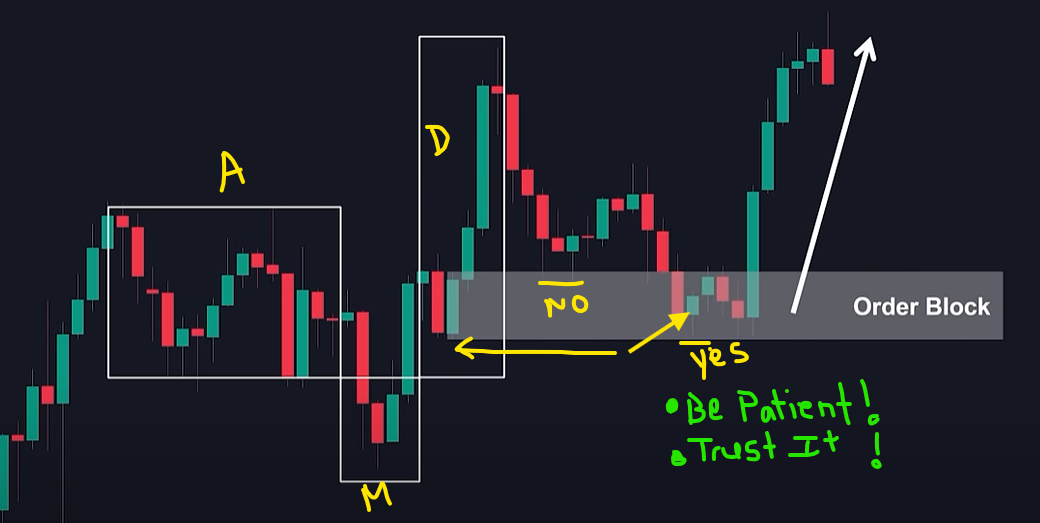 D
A
NO
Order Block
yes
• Be Patient!
• Trust It!
M